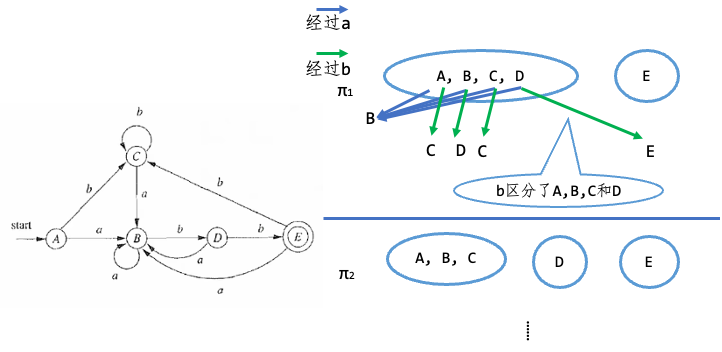 经过a
经过b
π1
A, B, C, D
E
B
C D C
E
b区分了A,B,C和D
π2
A, B, C
D
E
b
C
b
a
b
start
A
a
B
b
D
b
E
a
a
a